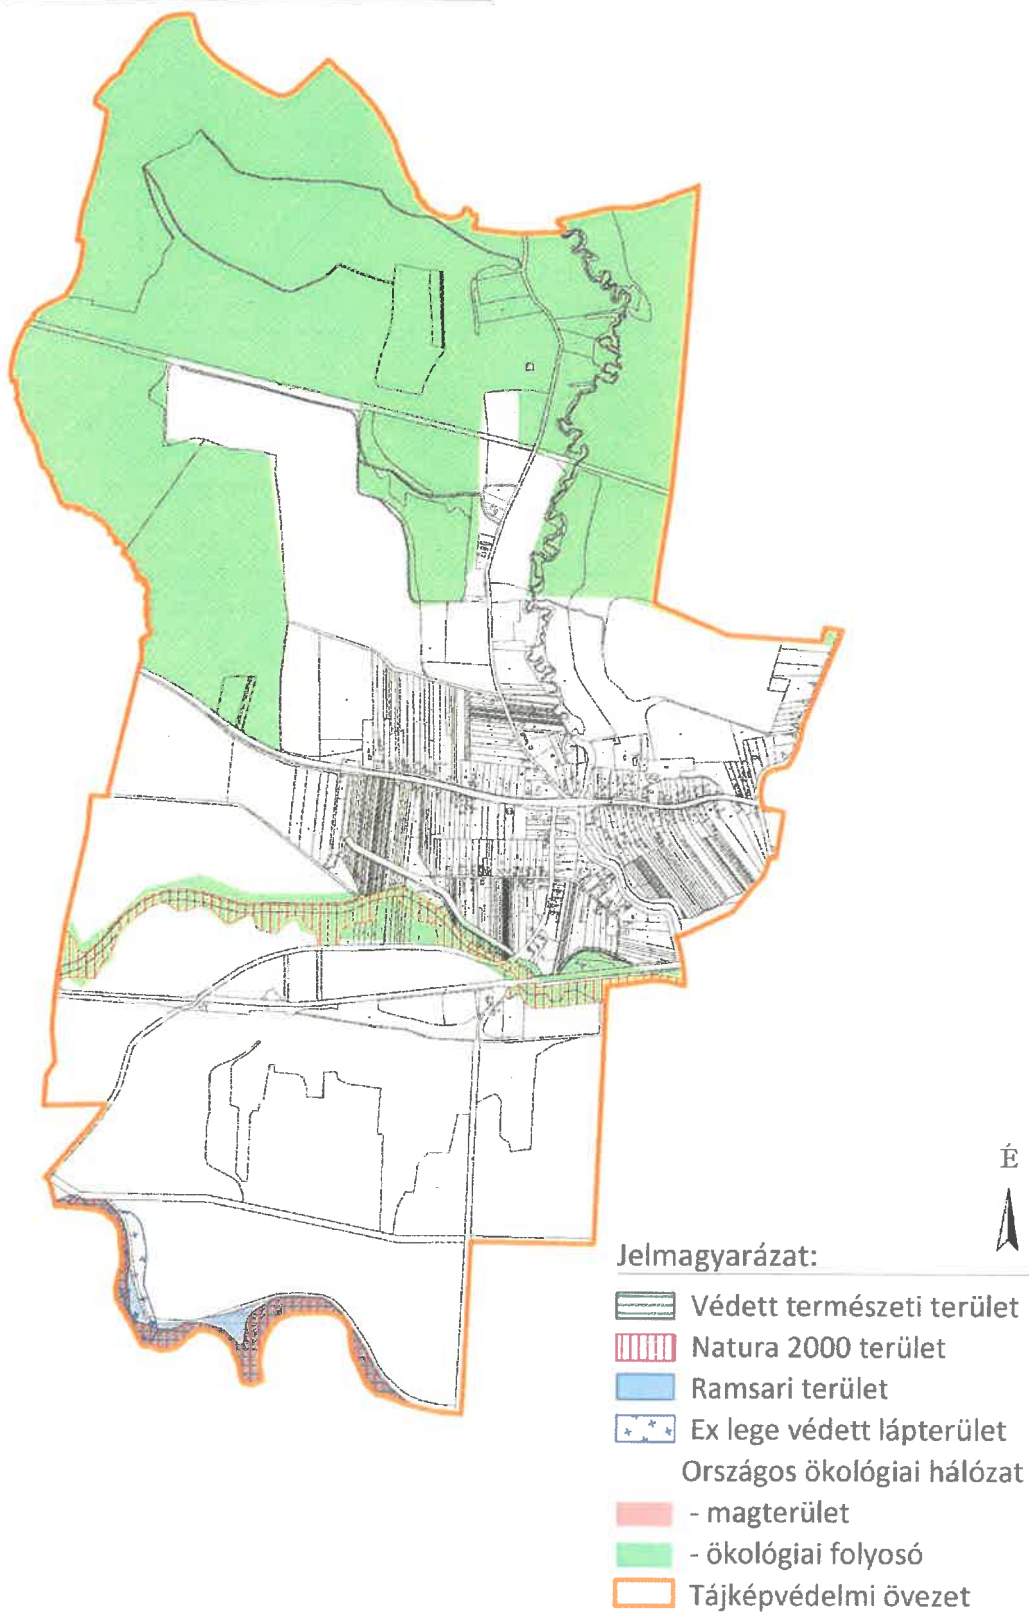 É
Jelmagyarázat:
Védett természeti terület
Natura 2000 terület
Ramsari terület
Ex lege védett lápterület
Országos ökológiai hálózat
- magterület
- ökológiai folyosó
Tájképvédelmi övezet